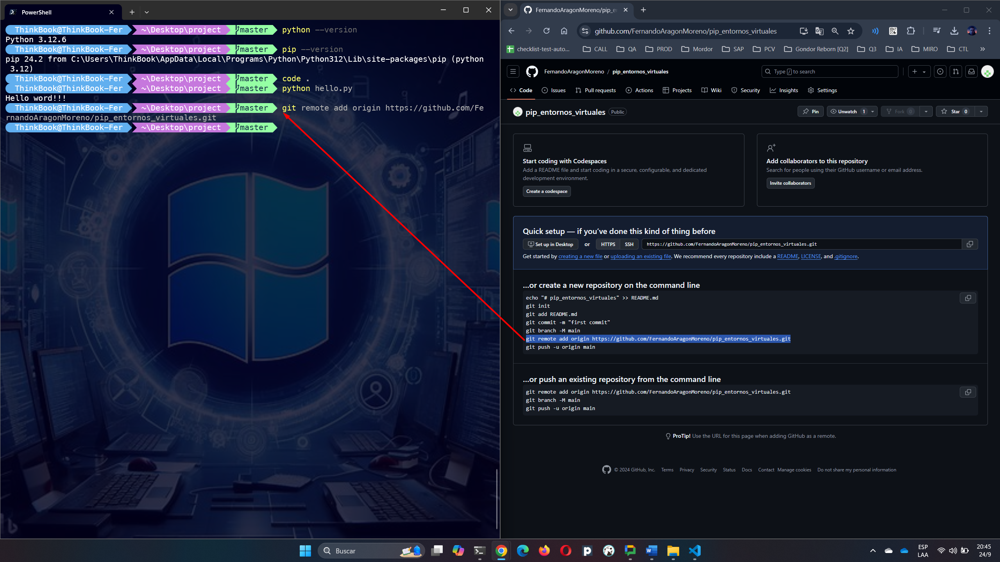 PowerShell
ThinkBook@ThinkBook-Fer ~\Desktop\project master python --version
Python 3.12.6
ThinkBook@ThinkBook-Fer ~\Desktop\project master pip --version
pip 24.2 from C:\Users\ThinkBook\AppData\Local\Programs\Python\Python312\Lib\site-packages\pip (python
3.12)
ThinkBook@ThinkBook-Fer ~\Desktop\project master code .
ThinkBook@ThinkBook-Fer ~\Desktop\project master python hello.py
Hello word!!!
ThinkBook@ThinkBook-Fer ~\Desktop\project master git remote add origin https://github.com/Fe
rnandoAragonMoreno/pip_entornos_virtuales.git
ThinkBook@ThinkBook-Fer ~\Desktop\project master
FernandoAragonMoreno/pip_e
github.com/FernandoAragonMoreno/pip_entornos_virtuales
checklist-test-auto... CALL QA PROD Mordor SAP PCV Gondor Reborn [Q2] Q3 IA MIRO CTL
FernandoAragonMoreno / pip_entornos_virtuales Type / to search
Code Issues Pull requests Actions Projects Wiki Security Insights Settings
pip_entornos_virtuales Public Pin Unwatch 1 Fork 0 Star 0
Start coding with Codespaces
Add a README file and start coding in a secure, configurable, and dedicated
development environment.
Create a codespace
Add collaborators to this repository
Search for people using their GitHub username or email address.
Invite collaborators
Quick setup — if you’ve done this kind of thing before
Set up in Desktop or HTTPS SSH https://github.com/FernandoAragonMoreno/pip_entornos_virtuales.git
Get started by creating a new file or uploading an existing file. We recommend every repository include a README, LICENSE, and .gitignore.
…or create a new repository on the command line
echo "# pip_entornos_virtuales" >> README.md
git init
git add README.md
git commit -m "first commit"
git branch -M main
git remote add origin https://github.com/FernandoAragonMoreno/pip_entornos_virtuales.git
git push -u origin main
…or push an existing repository from the command line
git remote add origin https://github.com/FernandoAragonMoreno/pip_entornos_virtuales.git
git branch -M main
git push -u origin main
ProTip! Use the URL for this page when adding GitHub as a remote.
© 2024 GitHub, Inc. Terms Privacy Security Status Docs Contact Manage cookies Do not share my personal information
Buscar
ESP
LAA
20:45
24/9